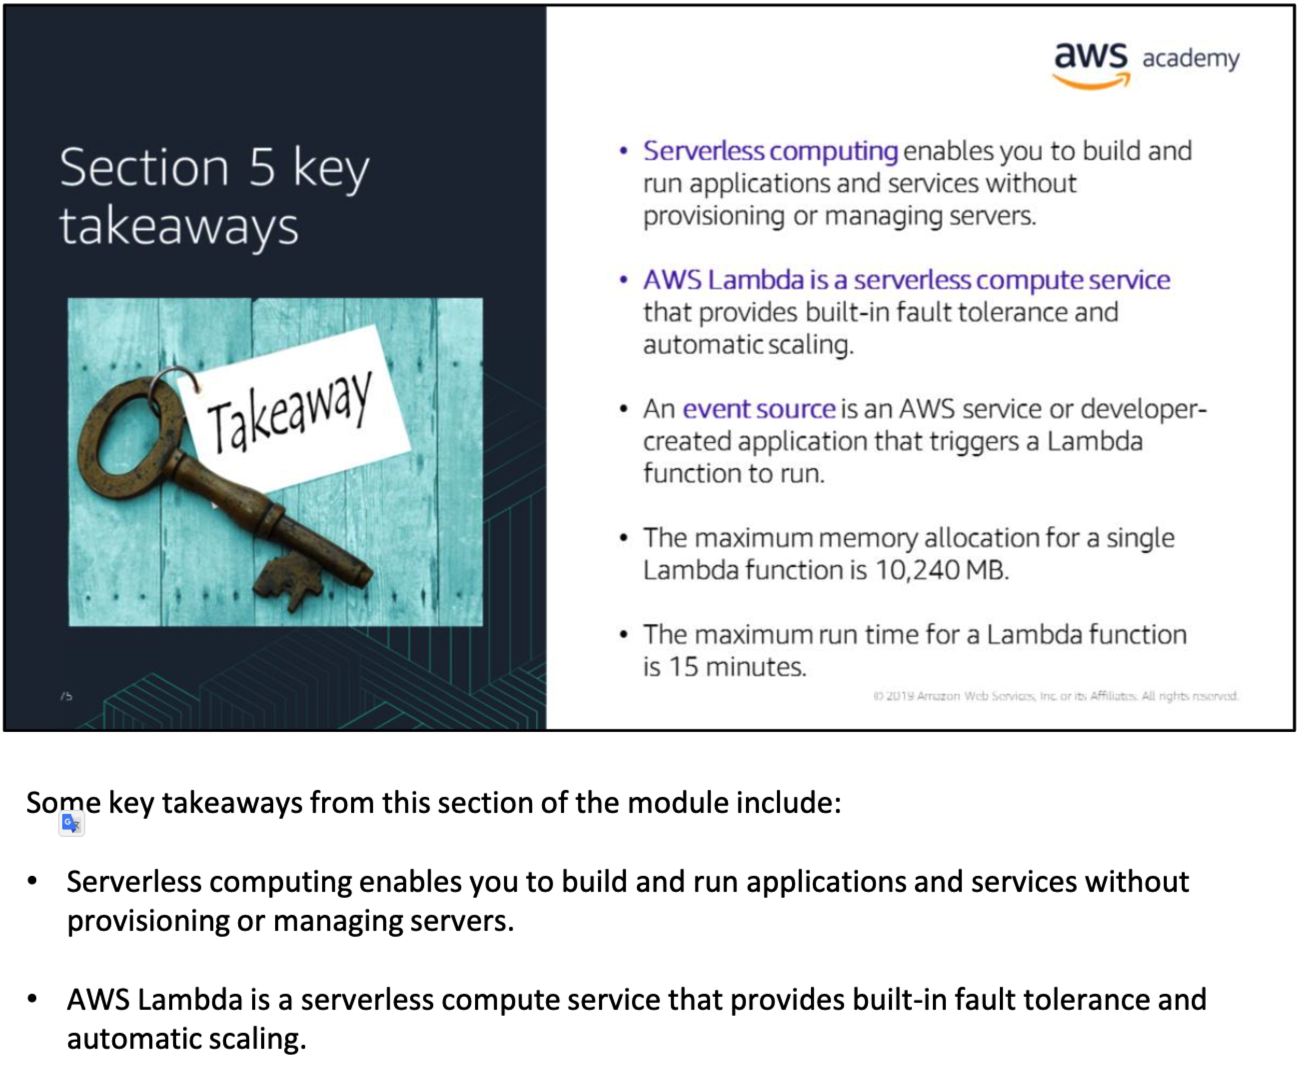 aws academy
Section 5 key
takeaways
Takeaway
• Serverless computing enables you to build and
run applications and services without
provisioning or managing servers.
• AWS Lambda is a serverless compute service
that provides built-in fault tolerance and
automatic scaling.
• An event source is an AWS service or developer-
created application that triggers a Lambda
function to run.
• The maximum memory allocation for a single
Lambda function is 10,240 MB.
• The maximum run time for a Lambda function
is 15 minutes.
© 2019 Amazon Web Services, Inc. or its Affiliates. All rights reserved.
Some key takeaways from this section of the module include:
• Serverless computing enables you to build and run applications and services without
provisioning or managing servers.
• AWS Lambda is a serverless compute service that provides built-in fault tolerance and
automatic scaling.